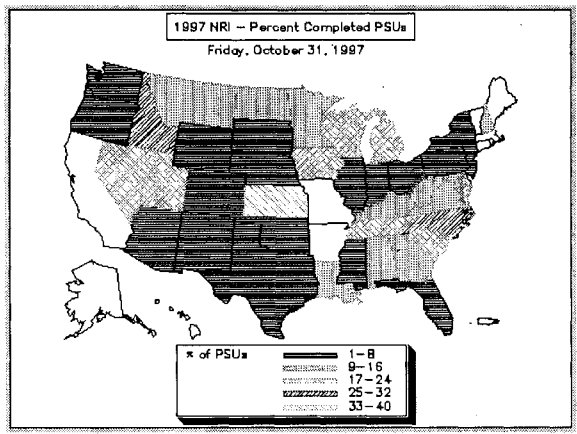 1997 NRI - Percent Completed PSUs
Friday, October 31, 1997
% of PSUs
1-8
9-16
17-24
25-32
33-40